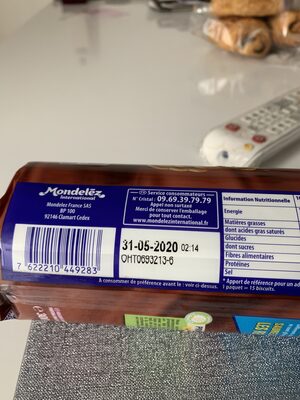 Mondelēz
International
Mondelez France SAS
BP 100
92146 Clamart Cedex
Service consommateurs
N° Cristal : 09.69.39.79.79
Appel non surtaxé
Merci de conserver l'emballage
pour tout contact.
www.mondelezinternational.fr
7 622210 449283
31-05-2020 02:14
OHT0693213-6
à consommer de préférence avant le : voir ci-dessus.
Information Nutritionnelle
Energie
Matières grasses
dont acides gras saturés
Glucides
dont sucres
Fibres alimentaires
Protéines
Sel
* Apport de référence pour un
1 paquet = 15 biscuits.